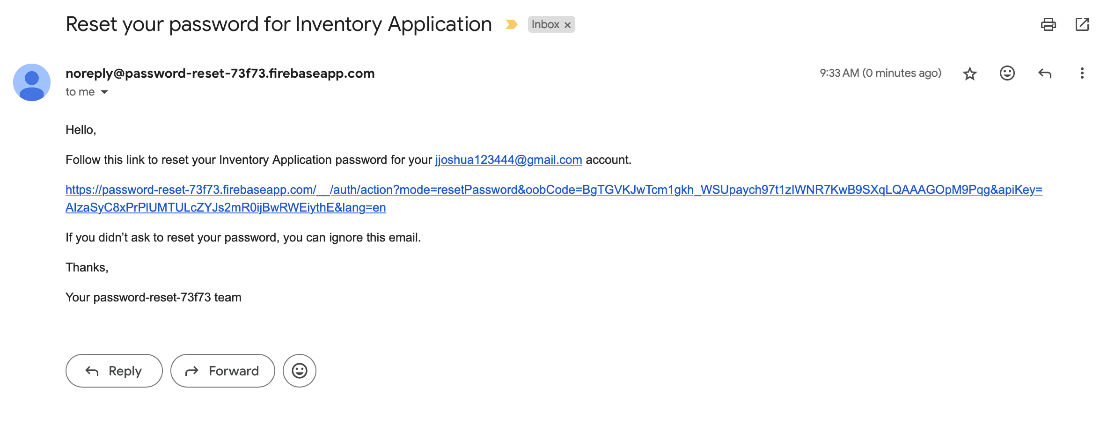 Reset your password for Inventory Application
Inbox ×
noreply@password-reset-73f73.firebaseapp.com
9:33 AM (0 minutes ago)
to me
Hello,
Follow this link to reset your Inventory Application password for your jjoshua123444@gmail.com account.
https://password-reset-73f73.firebaseapp.com/__/auth/action?mode=resetPassword&oobCode=BgTGVKJwTcm1gkh_WSUpaych97t1zIWNR7KwB9SXqLQAAAGOpM9Pqg&apiKey=
AIzaSyC8xPrPlUMTULcZYJs2mR0ijBwRWEiythE&lang=en
If you didn’t ask to reset your password, you can ignore this email.
Thanks,
Your password-reset-73f73 team
Reply
Forward